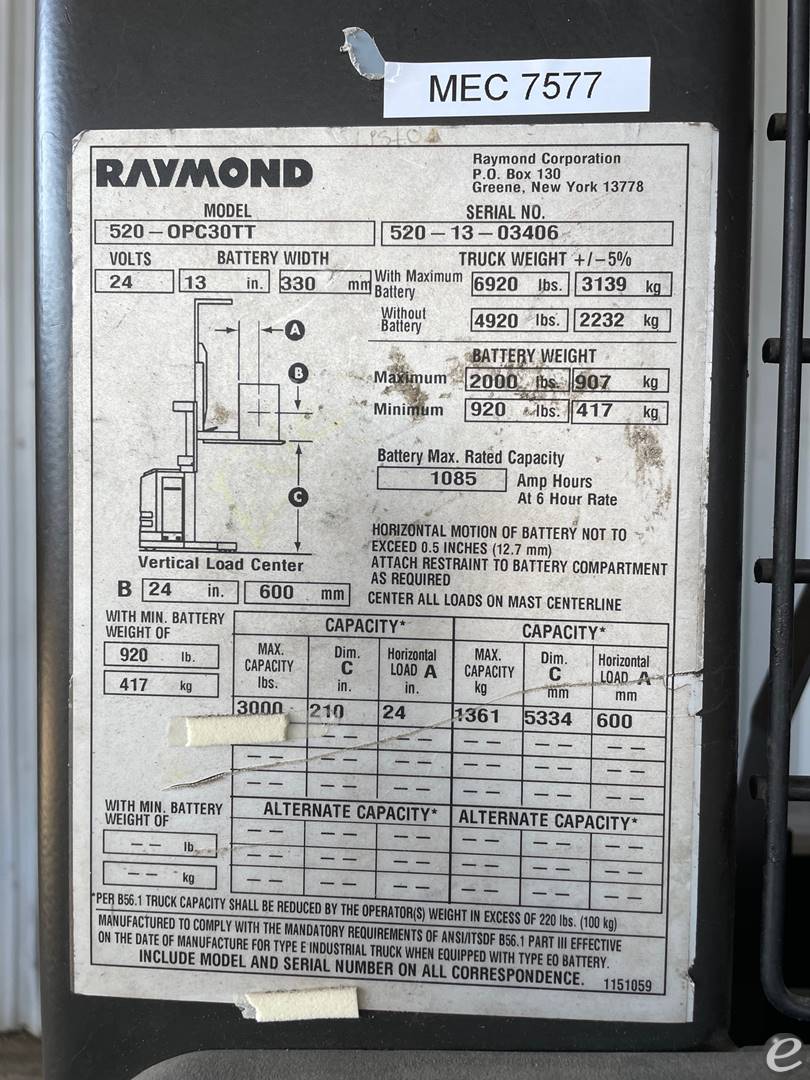 MEC 7577
RAYMOND
Raymond Corporation
P.O. Box 130
Greene, New York 13778
MODEL
520-OPC30TT
SERIAL NO.
520-13-03406
VOLTS
24
BATTERY WIDTH
13 in. 330 mm
TRUCK WEIGHT +/-5%
With Maximum Battery 6920 lbs. 3139 kg
Without Battery 4920 lbs. 2232 kg
BATTERY WEIGHT
Maximum 2000 lbs. 907 kg
Minimum 920 lbs. 417 kg
A
B
C
Battery Max. Rated Capacity
1085 Amp Hours
At 6 Hour Rate
HORIZONTAL MOTION OF BATTERY NOT TO
EXCEED 0.5 INCHES (12.7 mm)
ATTACH RESTRAINT TO BATTERY COMPARTMENT
AS REQUIRED
CENTER ALL LOADS ON MAST CENTERLINE
Vertical Load Center
B 24 in. 600 mm
WITH MIN. BATTERY
WEIGHT OF
920 lb.
417 kg
CAPACITY* CAPACITY*
MAX. CAPACITY lbs. Dim. C in. Horizontal LOAD A in. MAX. CAPACITY kg Dim. C mm Horizontal LOAD A mm
3000 210 24 1361 5334 600
-- -- -- -- --
-- -- -- -- --
-- -- -- -- -- --
WITH MIN. BATTERY
WEIGHT OF
-- lb.
-- kg
ALTERNATE CAPACITY* ALTERNATE CAPACITY*
-- -- -- -- -- --
-- -- -- -- -- --
-- -- -- -- -- --
*PER B56.1 TRUCK CAPACITY SHALL BE REDUCED BY THE OPERATOR(S) WEIGHT IN EXCESS OF 220 lbs. (100 kg)
MANUFACTURED TO COMPLY WITH THE MANDATORY REQUIREMENTS OF ANSI/ITSDF B56.1 PART III EFFECTIVE
ON THE DATE OF MANUFACTURE FOR TYPE E INDUSTRIAL TRUCK WHEN EQUIPPED WITH TYPE EO BATTERY.
INCLUDE MODEL AND SERIAL NUMBER ON ALL CORRESPONDENCE. 1151059
e